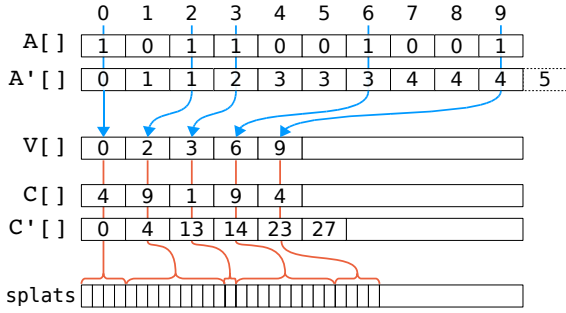 0 1 2 3 4 5 6 7 8 9
A[] 1 0 1 1 0 0 1 0 0 1
A'[] 0 1 1 2 3 3 3 4 4 4 5
V[] 0 2 3 6 9
C[] 4 9 1 9 4
C'[] 0 4 13 14 23 27
splats